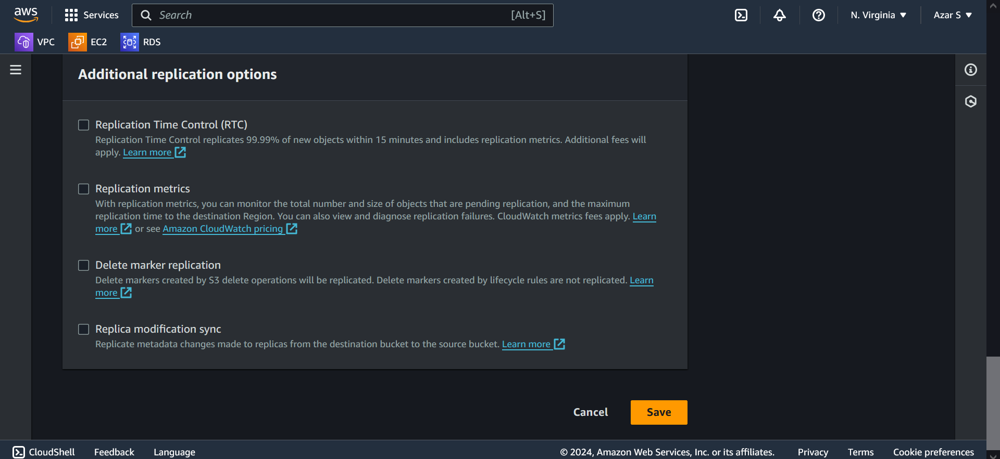 aws
Services
Search
[Alt+S]
N. Virginia
Azar S
VPC
EC2
RDS
Additional replication options
Replication Time Control (RTC)
Replication Time Control replicates 99.99% of new objects within 15 minutes and includes replication metrics. Additional fees will
apply. Learn more
Replication metrics
With replication metrics, you can monitor the total number and size of objects that are pending replication, and the maximum
replication time to the destination Region. You can also view and diagnose replication failures. CloudWatch metrics fees apply. Learn
more or see Amazon CloudWatch pricing
Delete marker replication
Delete markers created by S3 delete operations will be replicated. Delete markers created by lifecycle rules are not replicated. Learn
more
Replica modification sync
Replicate metadata changes made to replicas from the destination bucket to the source bucket. Learn more
Cancel
Save
CloudShell
Feedback
Language
© 2024, Amazon Web Services, Inc. or its affiliates.
Privacy
Terms
Cookie preferences